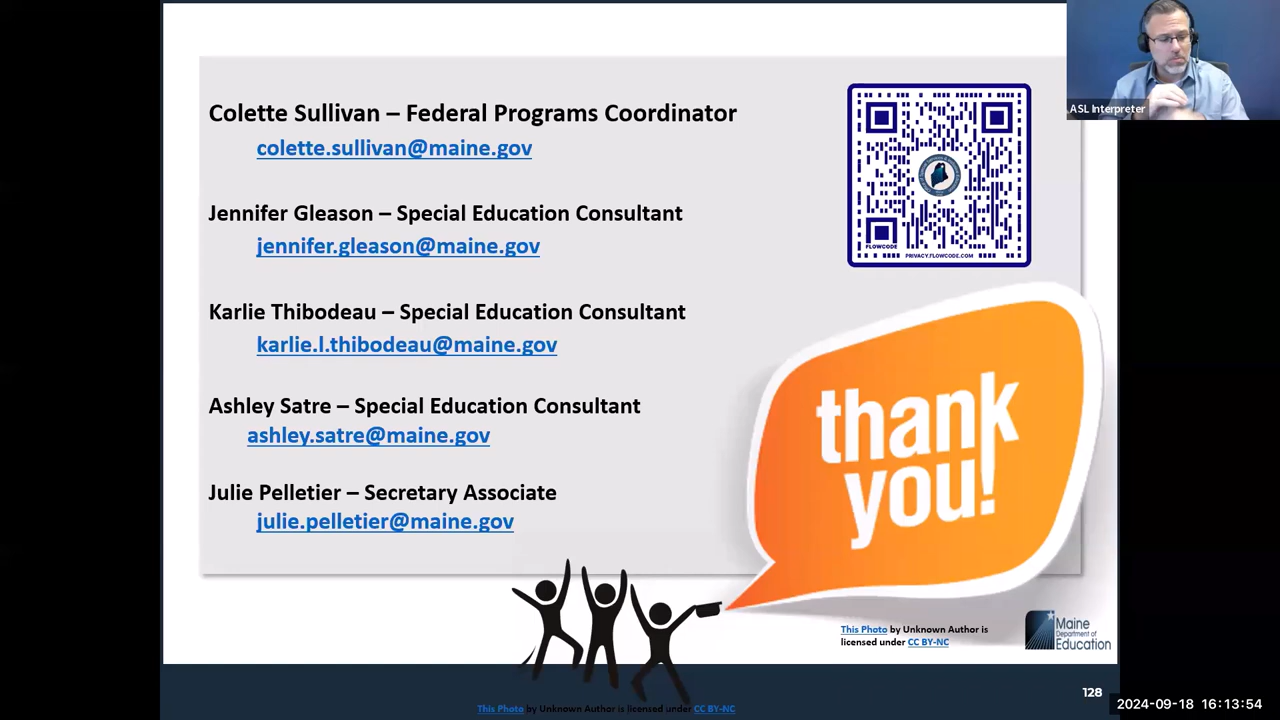 Colette Sullivan – Federal Programs Coordinator
colette.sullivan@maine.gov
Jennifer Gleason – Special Education Consultant
jennifer.gleason@maine.gov
Karlie Thibodeau – Special Education Consultant
karlie.l.thibodeau@maine.gov
Ashley Satre – Special Education Consultant
ashley.satre@maine.gov
Julie Pelletier – Secretary Associate
julie.pelletier@maine.gov
FLOWCODE
PRIVACY.FLOWCODE.COM
ASL Interpreter
thank
you!
This Photo by Unknown Author is
licensed under CC BY-NC
Maine
Department of
Education
This Photo by Unknown Author is licensed under CC BY-NC
128
2024-09-18 16:13:54